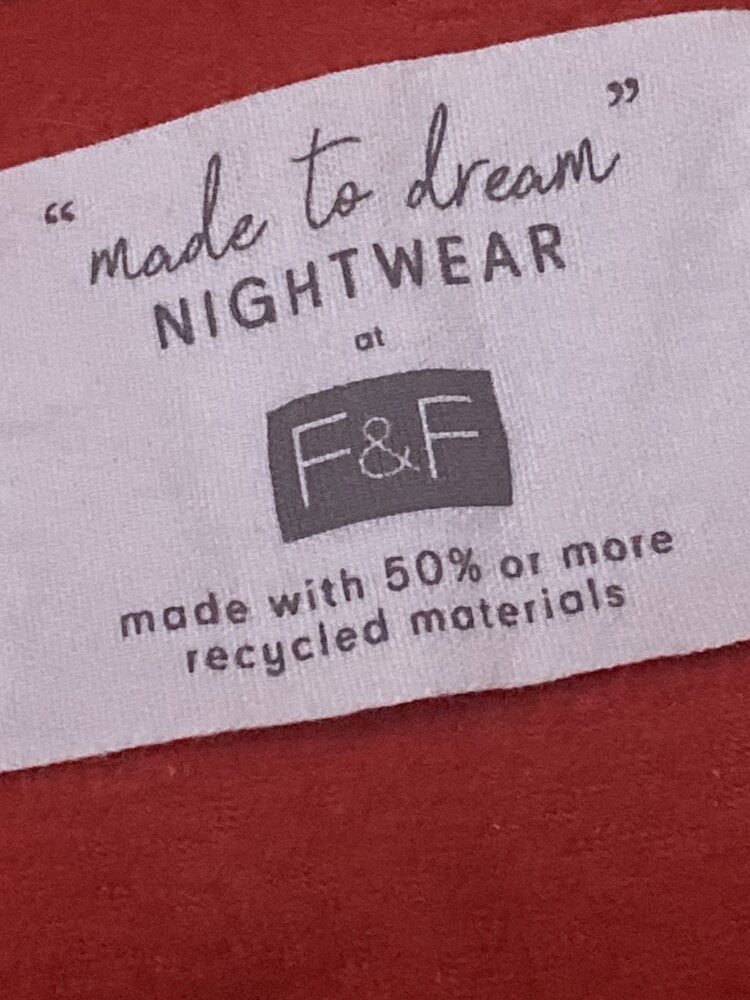 “made to dream”
NIGHTWEAR
at
F&F
made with 50% or more
recycled materials